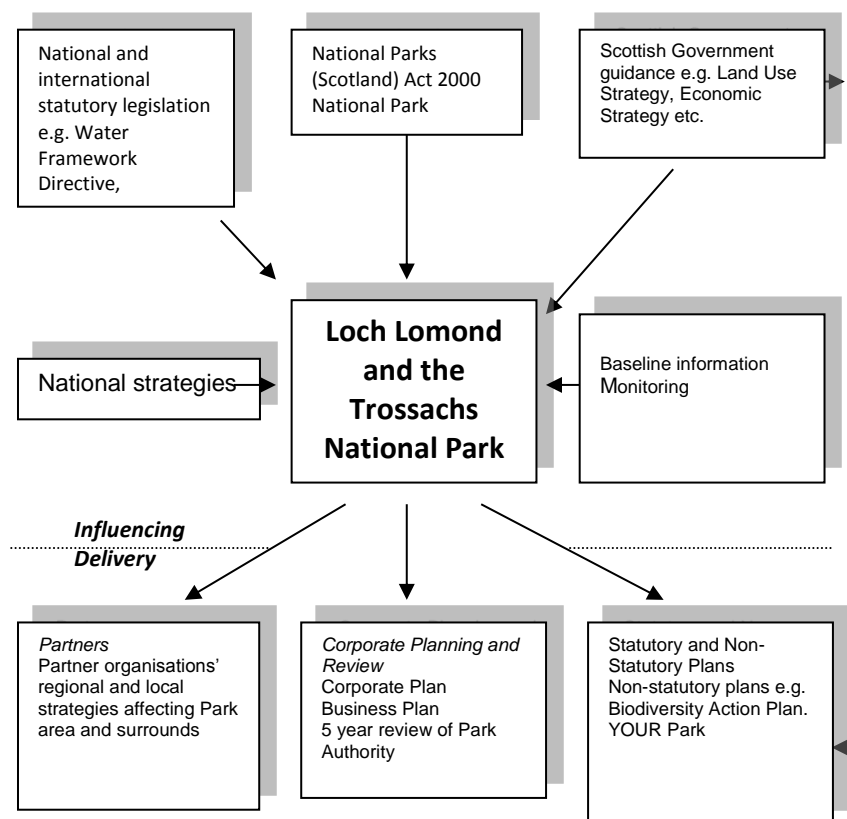 National and
international
statutory legislation
e.g. Water
Framework
Directive,
National Parks
(Scotland) Act 2000
National Park
Scottish Government
guidance e.g. Land Use
Strategy, Economic
Strategy etc.
National strategies
Loch Lomond
and the
Trossachs
National Park
Baseline information
Monitoring
Influencing
Delivery
Partners
Partner organisations’
regional and local
strategies affecting Park
area and surrounds
Corporate Planning and
Review
Corporate Plan
Business Plan
5 year review of Park
Authority
Statutory and Non-
Statutory Plans
Non-statutory plans e.g.
Biodiversity Action Plan.
YOUR Park